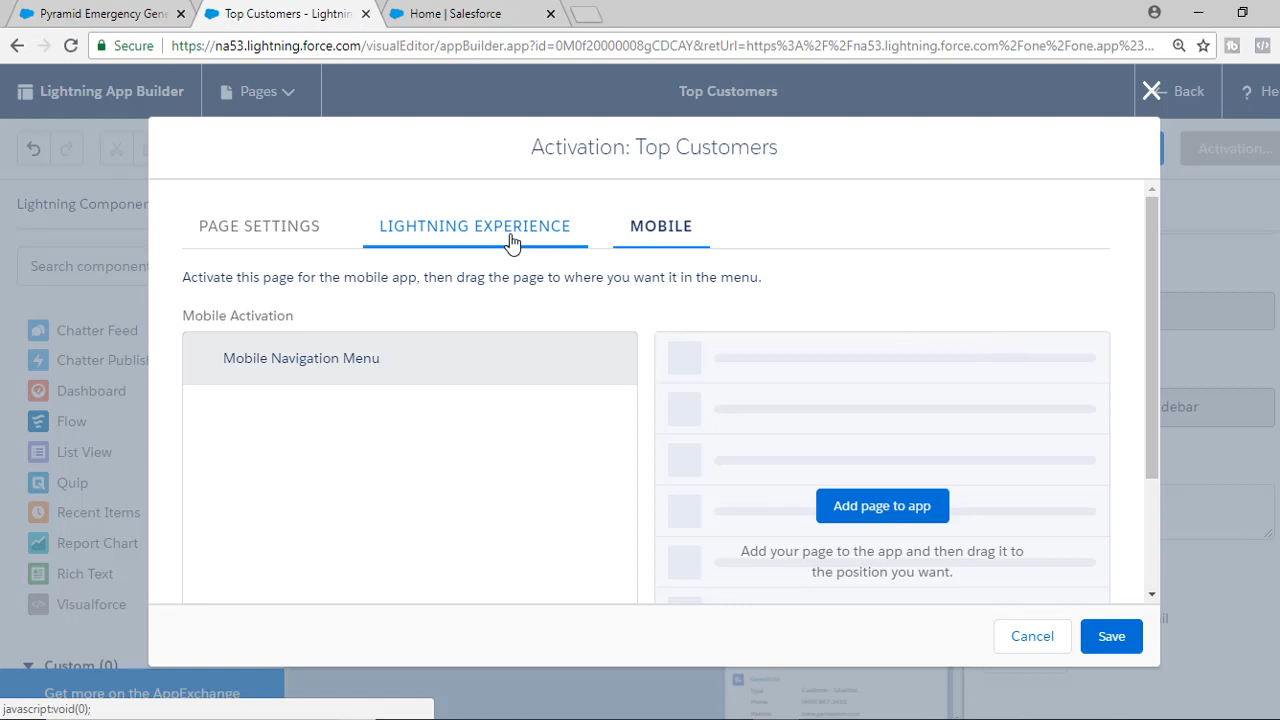 Pyramid Emergency Gene
Top Customers - Lightnin
Home | Salesforce
Secure
https://na53.lightning.force.com/visualEditor/appBuilder.app?id=0M0f20000008gCDCAY&retUrl=https%3A%2F%2Fna53.lightning.force.com%2Fone%2Fone.app%23...
Lightning App Builder
Pages
Top Customers
Back
? He
Activation: Top Customers
Activation...
Lightning Componen
Search componen
PAGE SETTINGS
LIGHTNING EXPERIENCE
MOBILE
Activate this page for the mobile app, then drag the page to where you want it in the menu.
Mobile Activation
Mobile Navigation Menu
Chatter Feed
Chatter Publis
Dashboard
Flow
List View
Quip
Recent Items
Report Chart
Rich Text
Visualforce
debar
Add page to app
Add your page to the app and then drag it to
the position you want.
Cancel
Save
il
Custom (0)
Get more on the AppExchange
javascript:void(0);